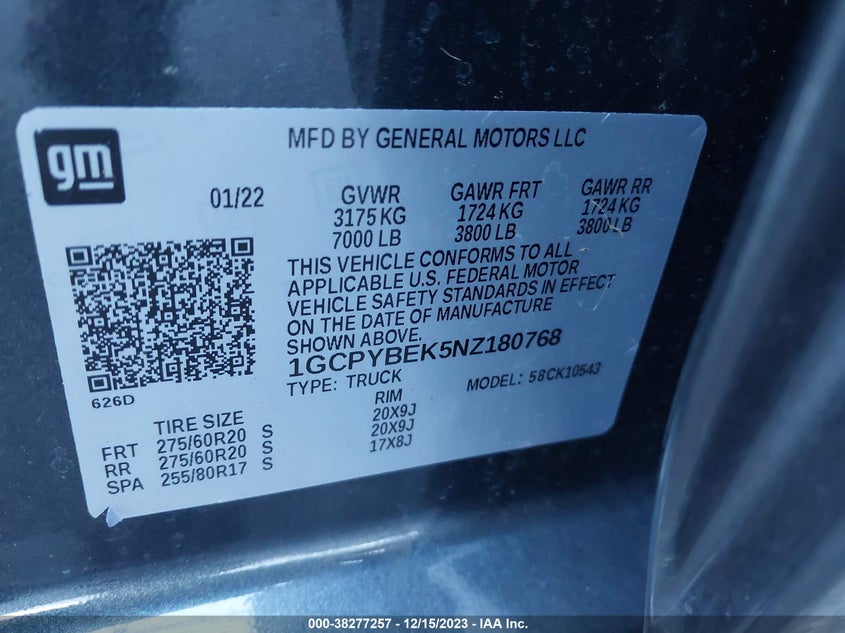 gm
MFD BY GENERAL MOTORS LLC
01/22 GVWR GAWR FRT GAWR RR
3175 KG 1724 KG 1724 KG
7000 LB 3800 LB 3800 LB
THIS VEHICLE CONFORMS TO ALL
APPLICABLE U.S. FEDERAL MOTOR
VEHICLE SAFETY STANDARDS IN EFFECT
ON THE DATE OF MANUFACTURE
SHOWN ABOVE.
1GCPYBEK5NZ180768
TYPE: TRUCK MODEL: 58CK10543
626D
TIRE SIZE RIM
FRT 275/60R20 S 20X9J
RR 275/60R20 S 20X9J
SPA 255/80R17 S 17X8J
000-38277257 - 12/15/2023 - IAA Inc.